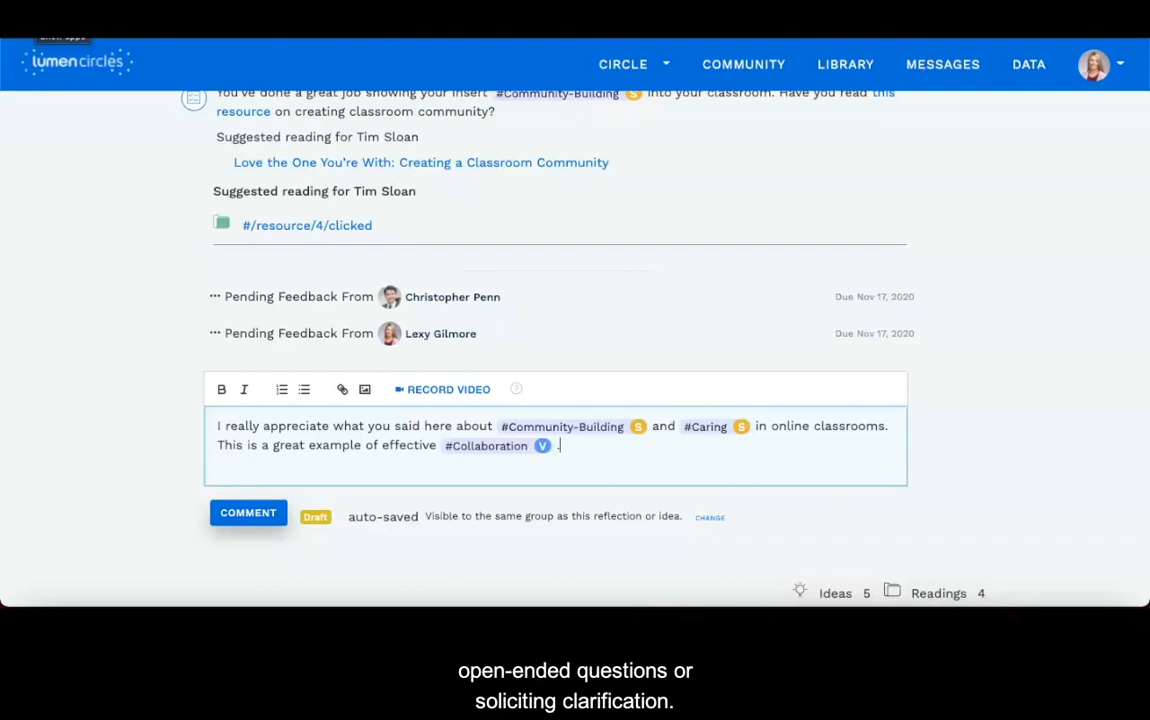 lumen circles
CIRCLE COMMUNITY LIBRARY MESSAGES DATA
You've done a great job showing your insert #Community-Building S into your classroom. Have you read this
resource on creating classroom community?
Suggested reading for Tim Sloan
Love the One You're With: Creating a Classroom Community
Suggested reading for Tim Sloan
#/resource/4/clicked
··· Pending Feedback From Christopher Penn Due Nov 17, 2020
··· Pending Feedback From Lexy Gilmore Due Nov 17, 2020
B I RECORD VIDEO ?
I really appreciate what you said here about #Community-Building S and #Caring S in online classrooms.
This is a great example of effective #Collaboration V .
COMMENT Draft auto-saved Visible to the same group as this reflection or idea. CHANGE
Ideas 5 Readings 4
open-ended questions or
soliciting clarification.